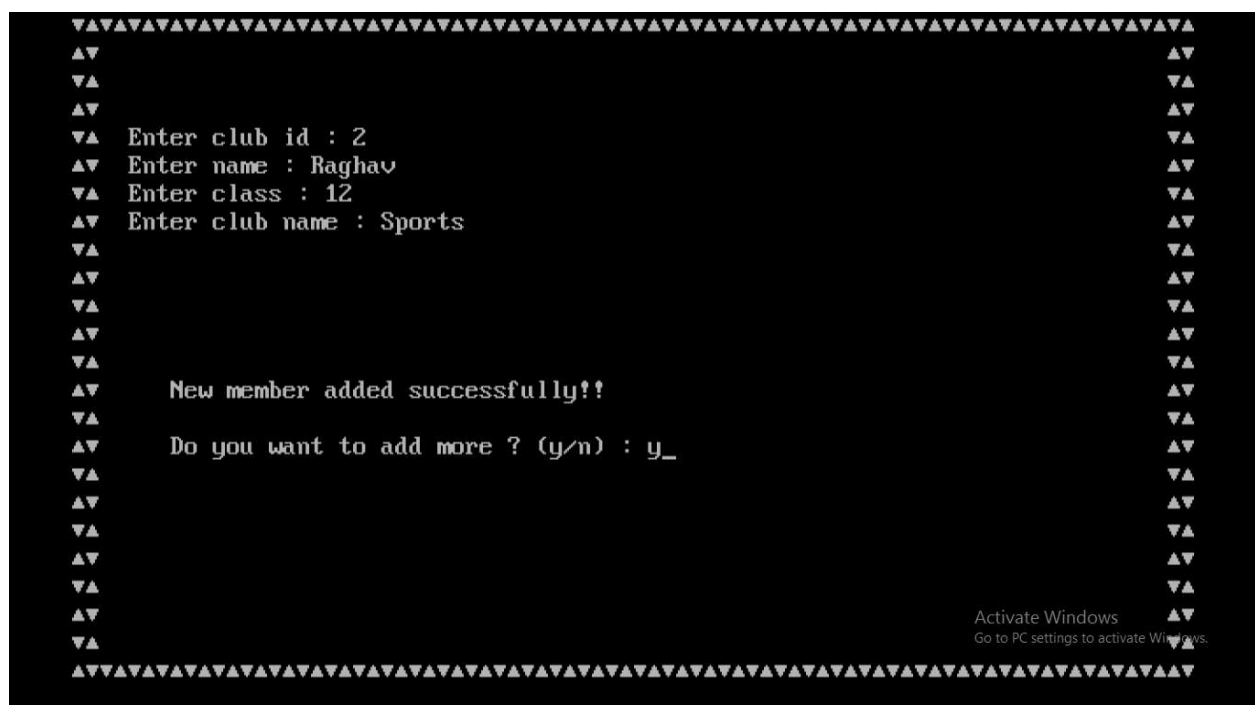 Enter club id : 2
Enter name : Raghav
Enter class : 12
Enter club name : Sports
New member added successfully!!
Do you want to add more ? (y/n) : y_
Activate Windows
Go to PC settings to activate Windows.